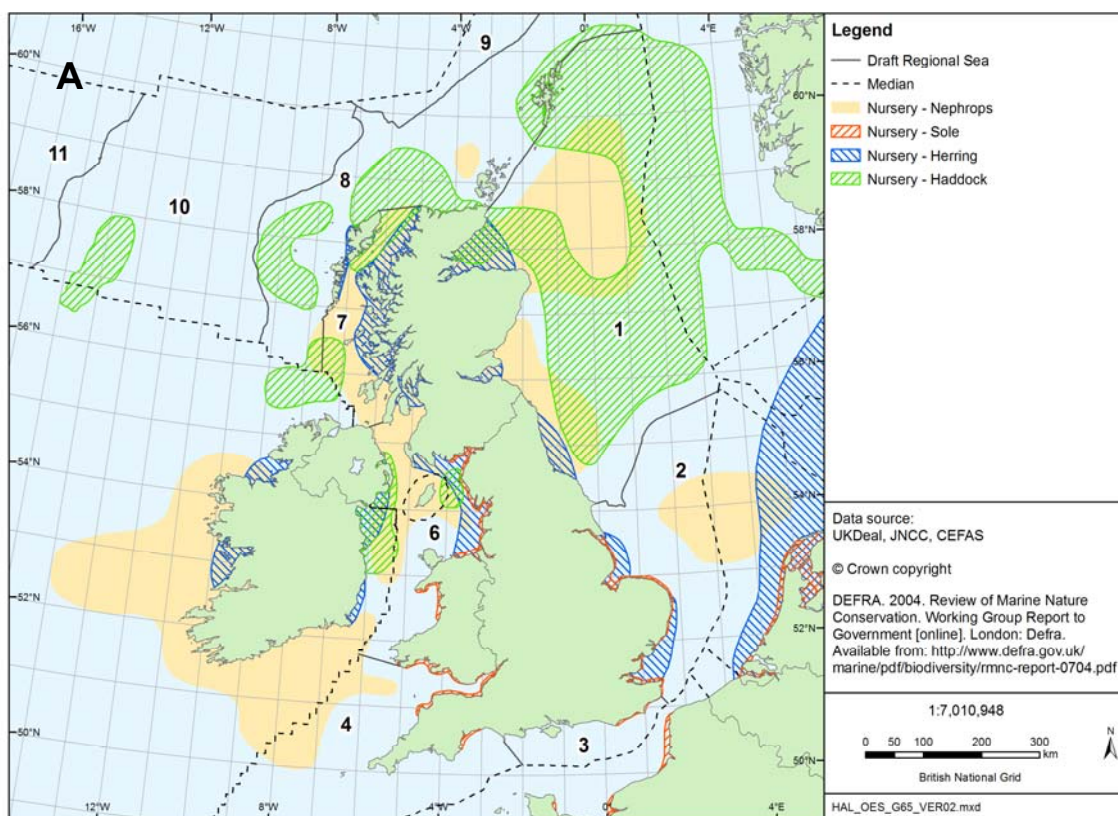 16°W 12°W 8°W 4°W 0° 4°E
A
60°N
58°N
56°N
54°N
52°N
50°N
60°N
58°N
56°N
54°N
52°N
50°N
12°W 8°W 4°W 0° 4°E
9
11
10
8
7
1
2
6
4
3
Legend
Draft Regional Sea
Median
Nursery - Nephrops
Nursery - Sole
Nursery - Herring
Nursery - Haddock
Data source:
UKDeal, JNCC, CEFAS
© Crown copyright
DEFRA. 2004. Review of Marine Nature
Conservation. Working Group Report to
Government [online]. London: Defra.
Available from: http://www.defra.gov.uk/
marine/pdf/biodiversity/rmnc-report-0704.pdf
1:7,010,948
N
0 50 100 200 300
km
British National Grid
HAL_OES_G65_VER02.mxd